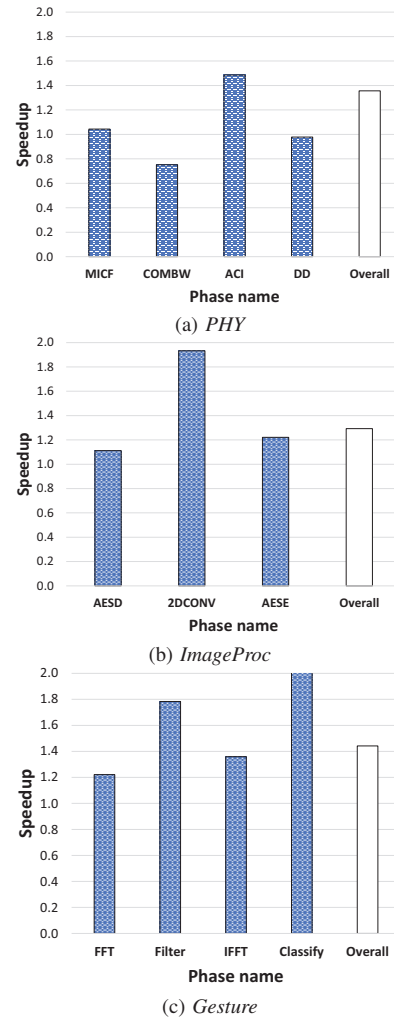 2.0
1.8
1.6
1.4
1.2
1.0
0.8
0.6
0.4
0.2
0.0
Speedup
MICF COMBW ACI DD Overall
Phase name
(a) PHY
2.0
1.8
1.6
1.4
1.2
1.0
0.8
0.6
0.4
0.2
0.0
Speedup
AESD 2DCONV AESE Overall
Phase name
(b) ImageProc
2.0
1.8
1.6
1.4
1.2
1.0
0.8
0.6
0.4
0.2
0.0
Speedup
FFT Filter IFFT Classify Overall
Phase name
(c) Gesture